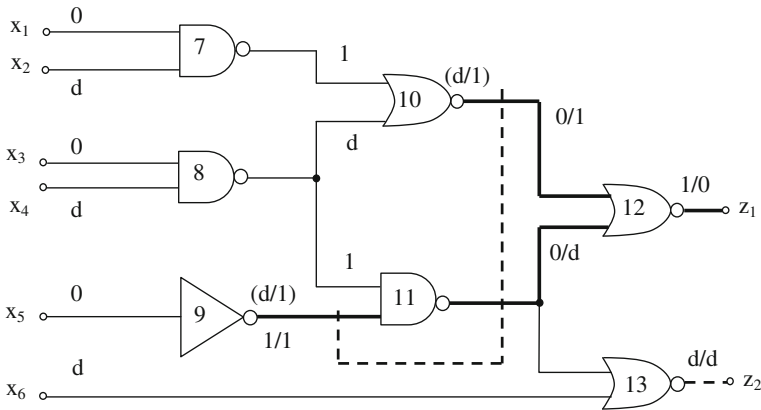 x1 0
7
x2 d
1
(d/1)
10
0/1
d
x3 0
8
x4 d
1/0
12
z1
0/d
1
x5 0
9
(d/1)
1/1
11
x6 d
13
d/d
z2